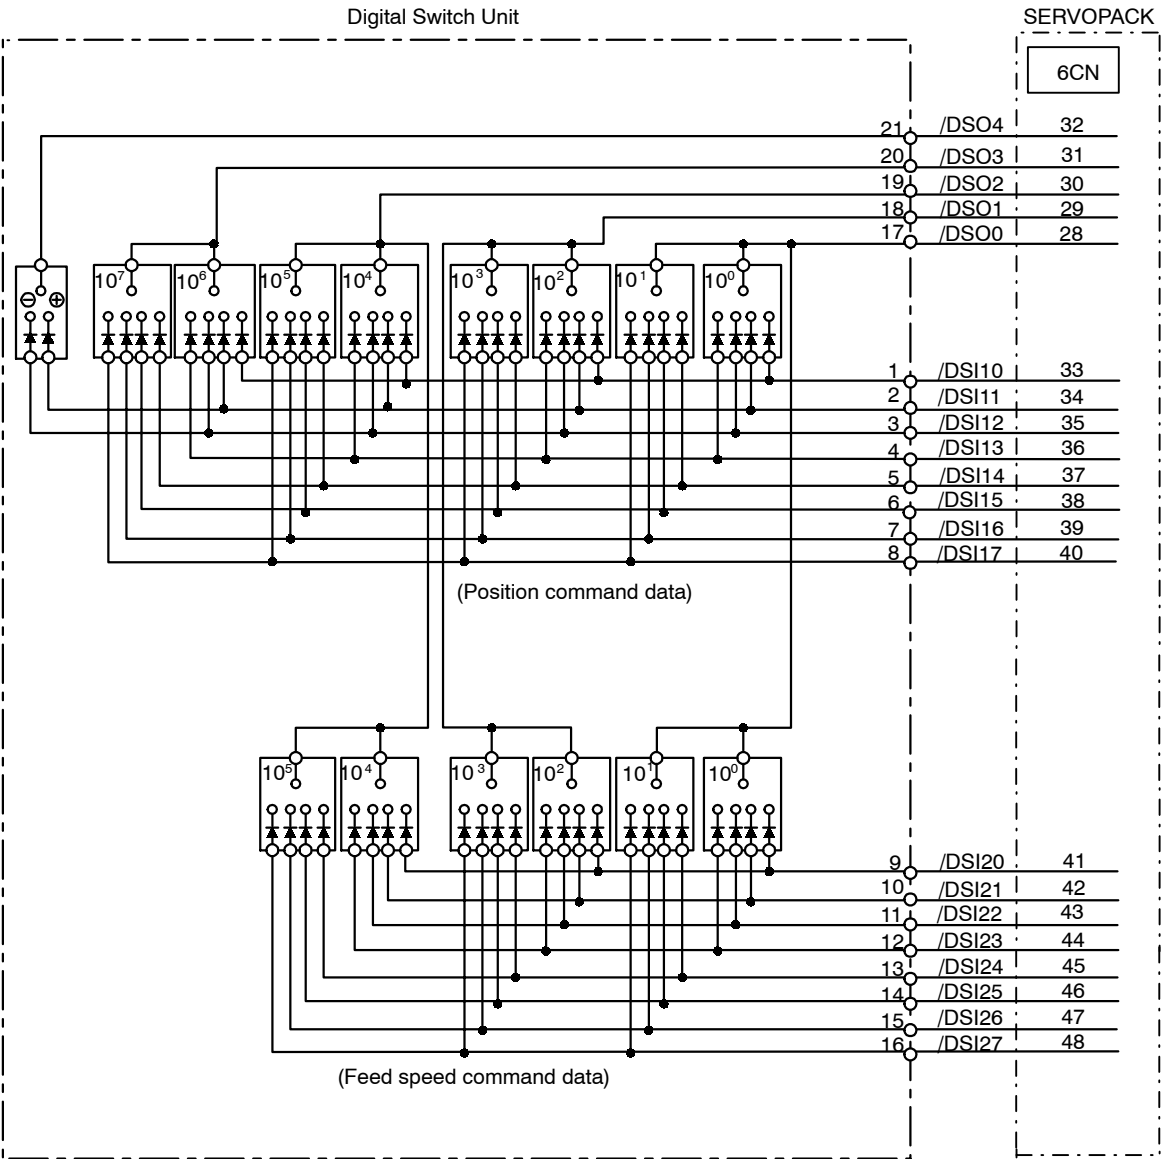 Digital Switch Unit SERVOPACK
6CN
21 /DSO4 32
20 /DSO3 31
19 /DSO2 30
18 /DSO1 29
17 /DSO0 28
⊖ ⊕ 10⁷ 10⁶ 10⁵ 10⁴ 10³ 10² 10¹ 10⁰
1 /DSI10 33
2 /DSI11 34
3 /DSI12 35
4 /DSI13 36
5 /DSI14 37
6 /DSI15 38
7 /DSI16 39
8 /DSI17 40
(Position command data)
10⁵ 10⁴ 10³ 10² 10¹ 10⁰
9 /DSI20 41
10 /DSI21 42
11 /DSI22 43
12 /DSI23 44
13 /DSI24 45
14 /DSI25 46
15 /DSI26 47
16 /DSI27 48
(Feed speed command data)